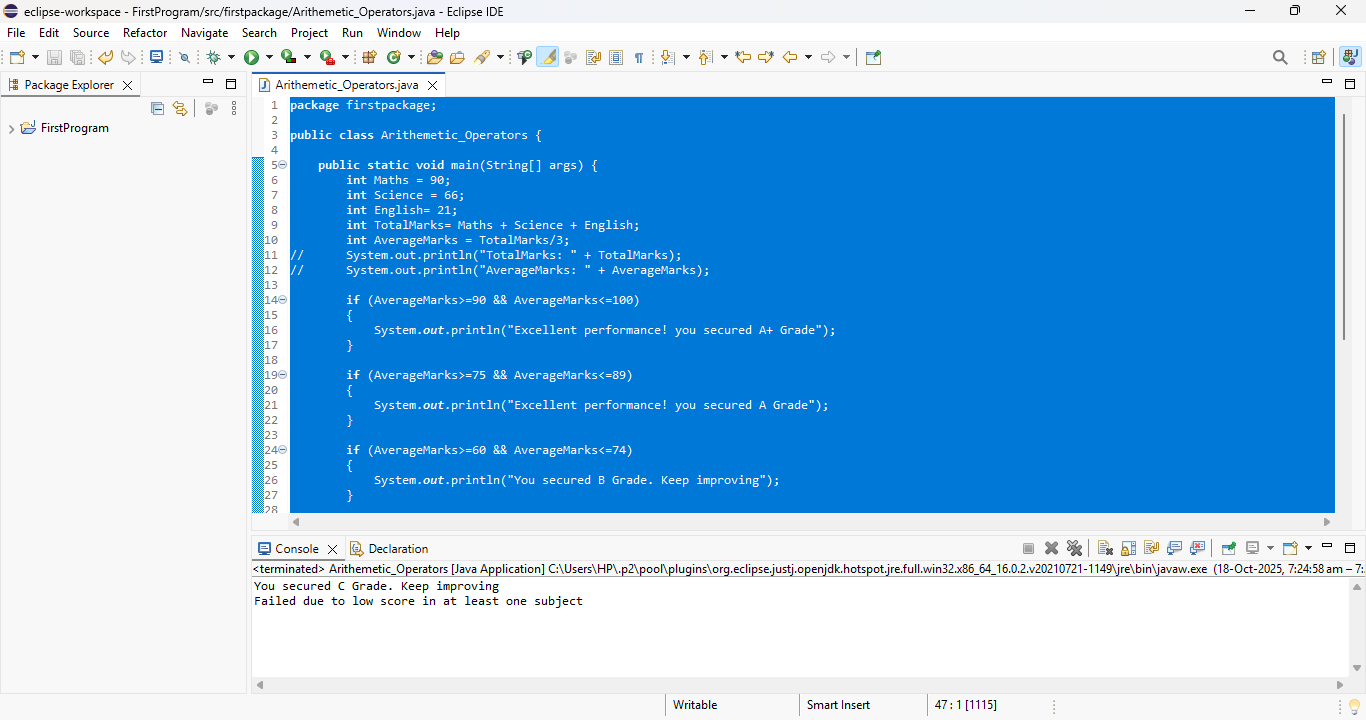 eclipse-workspace - FirstProgram/src/firstpackage/Arithemetic_Operators.java - Eclipse IDE
File Edit Source Refactor Navigate Search Project Run Window Help
Package Explorer
FirstProgram
Arithemetic_Operators.java
1 package firstpackage;
2
3 public class Arithemetic_Operators {
4
5 public static void main(String[] args) {
6 int Maths = 90;
7 int Science = 66;
8 int English= 21;
9 int TotalMarks= Maths + Science + English;
10 int AverageMarks = TotalMarks/3;
11 // System.out.println("TotalMarks: " + TotalMarks);
12 // System.out.println("AverageMarks: " + AverageMarks);
13
14 if (AverageMarks>=90 && AverageMarks<=100)
15 {
16 System.out.println("Excellent performance! you secured A+ Grade");
17 }
18
19 if (AverageMarks>=75 && AverageMarks<=89)
20 {
21 System.out.println("Excellent performance! you secured A Grade");
22 }
23
24 if (AverageMarks>=60 && AverageMarks<=74)
25 {
26 System.out.println("You secured B Grade. Keep improving");
27 }
28
Console Declaration
<terminated> Arithemetic_Operators [Java Application] C:\Users\HP\.p2\pool\plugins\org.eclipse.justj.openjdk.hotspot.jre.full.win32.x86_64_16.0.2.v20210721-1149\jre\bin\javaw.exe (18-Oct-2025, 7:24:58 am – 7:
You secured C Grade. Keep improving
Failed due to low score in at least one subject
Writable Smart Insert 47 : 1 [1115]